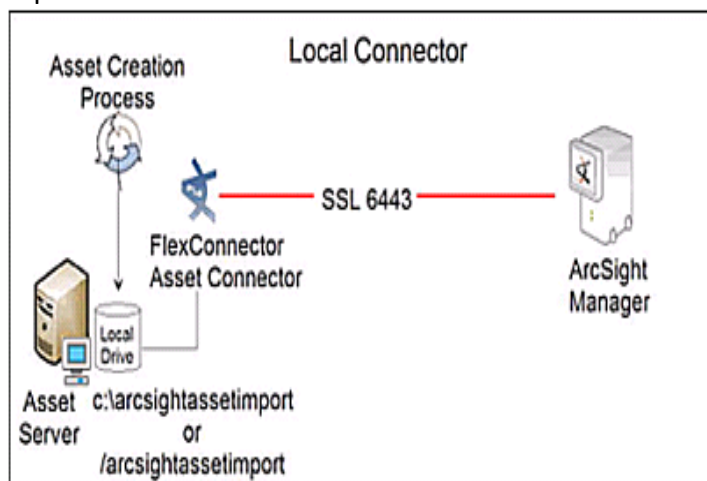 Local Connector
Asset Creation
Process
SSL 6443
FlexConnector
Asset Connector
ArcSight
Manager
Local
Drive
Asset
Server
c:\arcsightassetimport
or
/arcsightassetimport